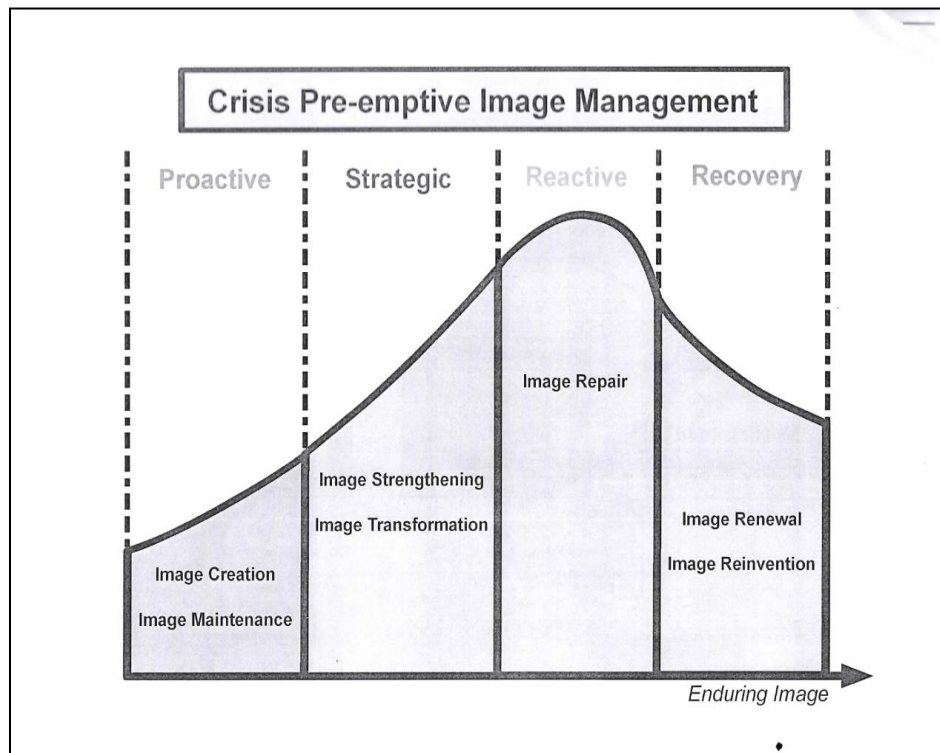 Crisis Pre-emptive Image Management
Proactive
Strategic
Reactive
Recovery
Image Repair
Image Strengthening
Image Transformation
Image Renewal
Image Reinvention
Image Creation
Image Maintenance
Enduring Image